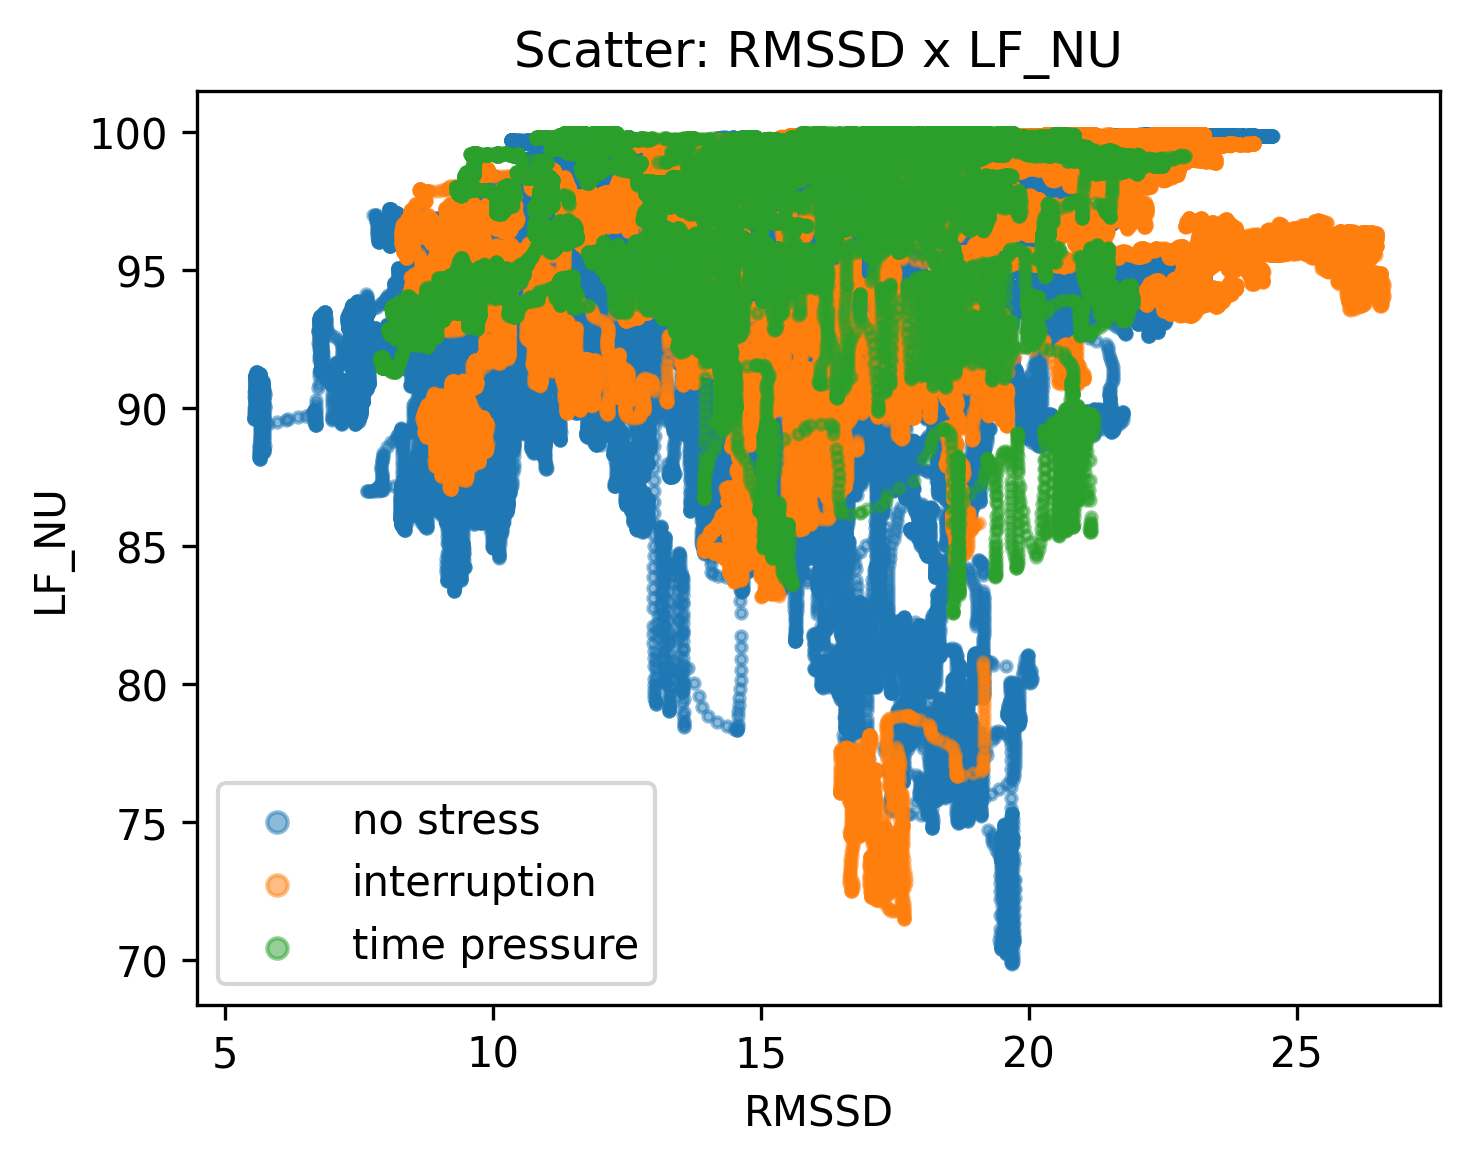 Scatter: RMSSD x LF_NU
100
95
90
85
80
75
70
LF_NU
no stress
interruption
time pressure
5 10 15 20 25
RMSSD